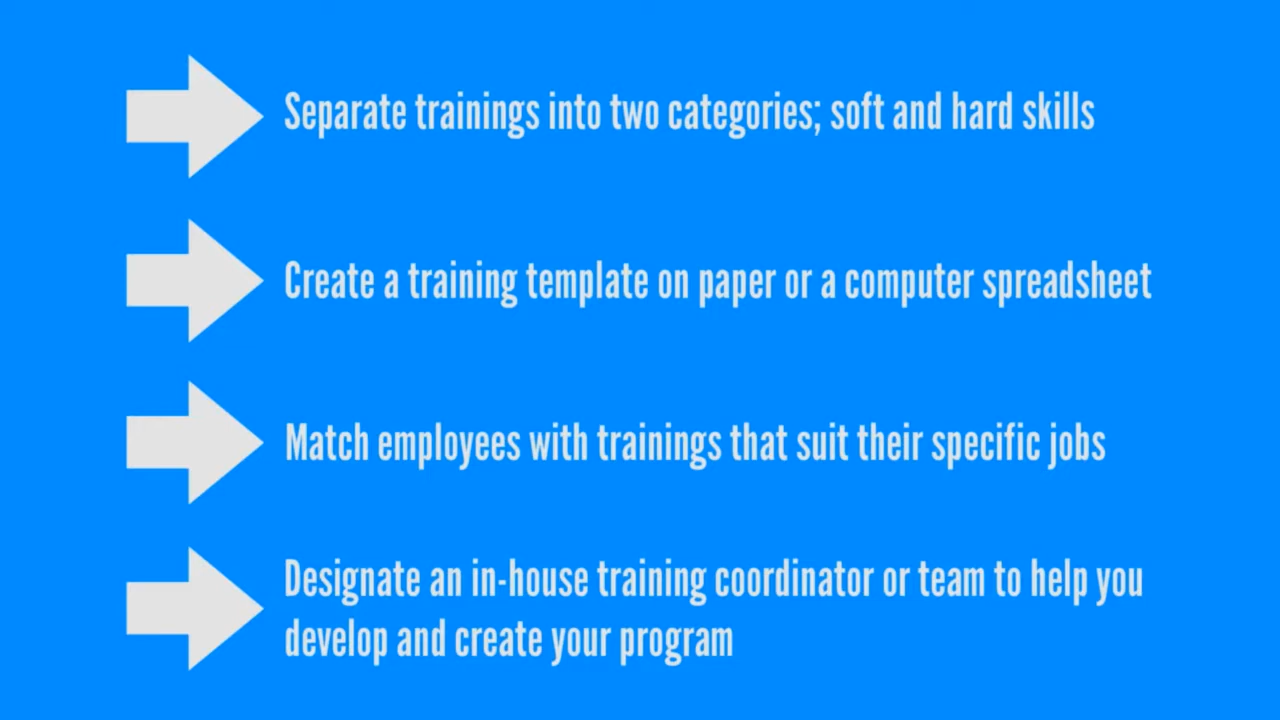 Separate trainings into two categories; soft and hard skills
Create a training template on paper or a computer spreadsheet
Match employees with trainings that suit their specific jobs
Designate an in-house training coordinator or team to help you
develop and create your program